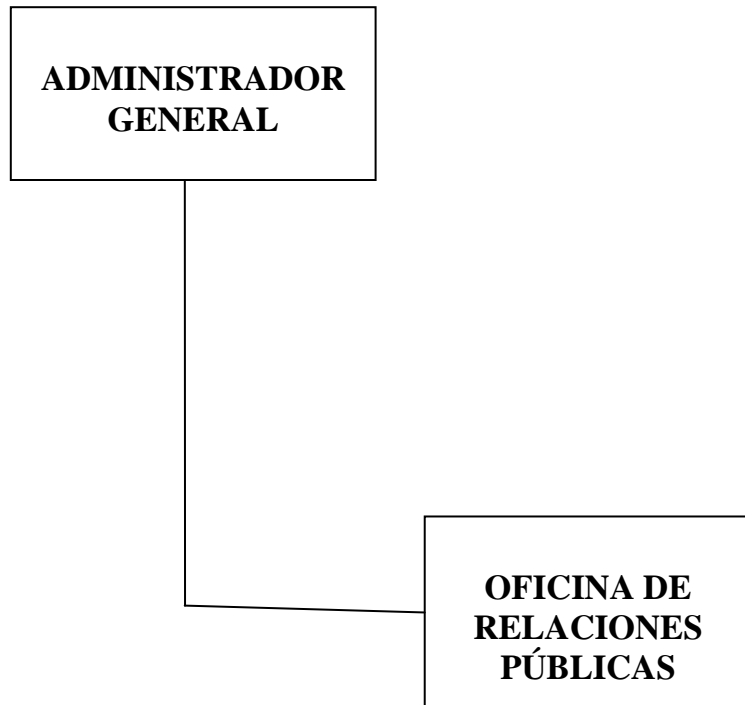 ADMINISTRADOR
GENERAL
OFICINA DE
RELACIONES
PÚBLICAS